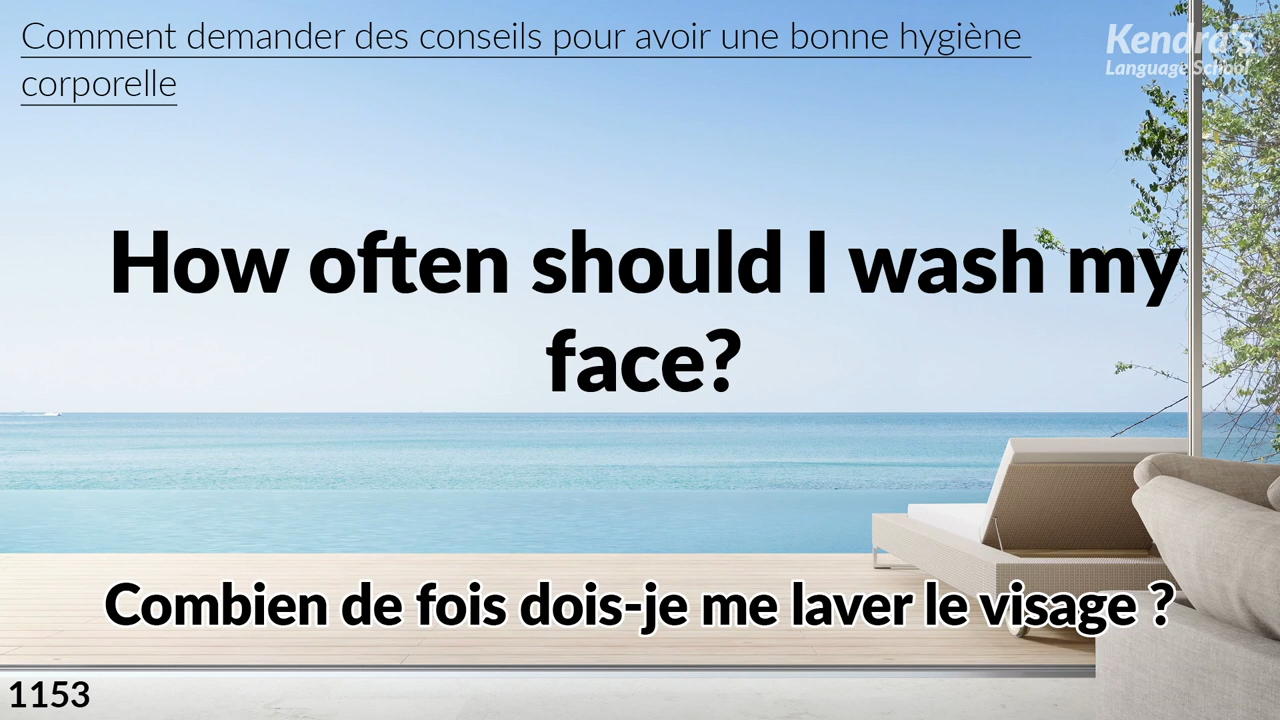 Comment demander des conseils pour avoir une bonne hygiène
corporelle
Kendra's
Language School
How often should I wash my
face?
Combien de fois dois-je me laver le visage ?
1153